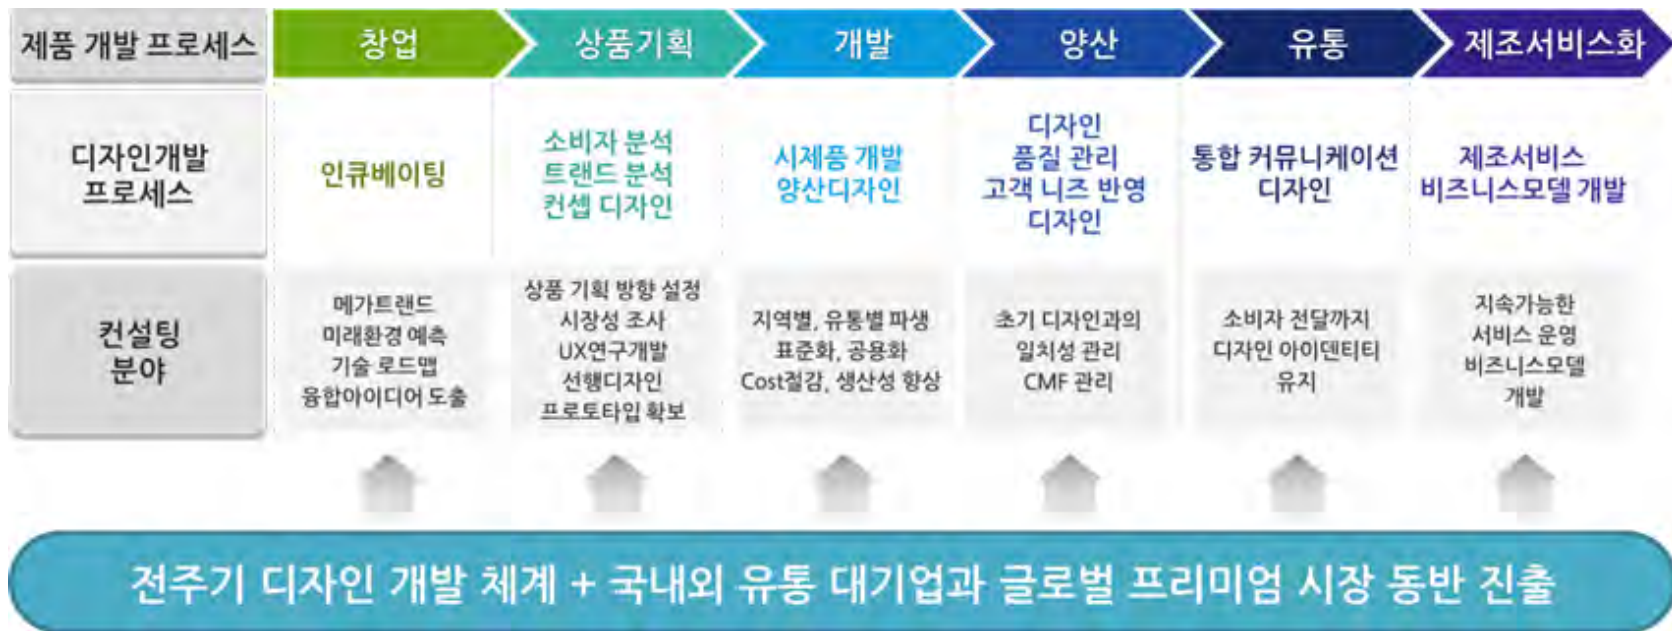 제품 개발 프로세스
창업
상품기획
개발
양산
유통
제조서비스화
디자인개발
프로세스
인큐베이팅
소비자 분석
트랜드 분석
컨셉 디자인
시제품 개발
양산디자인
디자인
품질 관리
고객 니즈 반영
디자인
통합 커뮤니케이션
디자인
제조서비스
비즈니스모델 개발
컨설팅
분야
메가트랜드
미래환경 예측
기술 로드맵
융합아이디어 도출
상품 기획 방향 설정
시장성 조사
UX연구개발
선행디자인
프로토타입 확보
지역별, 유통별 파생
표준화, 공용화
Cost절감, 생산성 향상
초기 디자인과의
일치성 관리
CMF 관리
소비자 전달까지
디자인 아이덴티티
유지
지속가능한
서비스 운영
비즈니스모델
개발
전주기 디자인 개발 체계 + 국내외 유통 대기업과 글로벌 프리미엄 시장 동반 진출